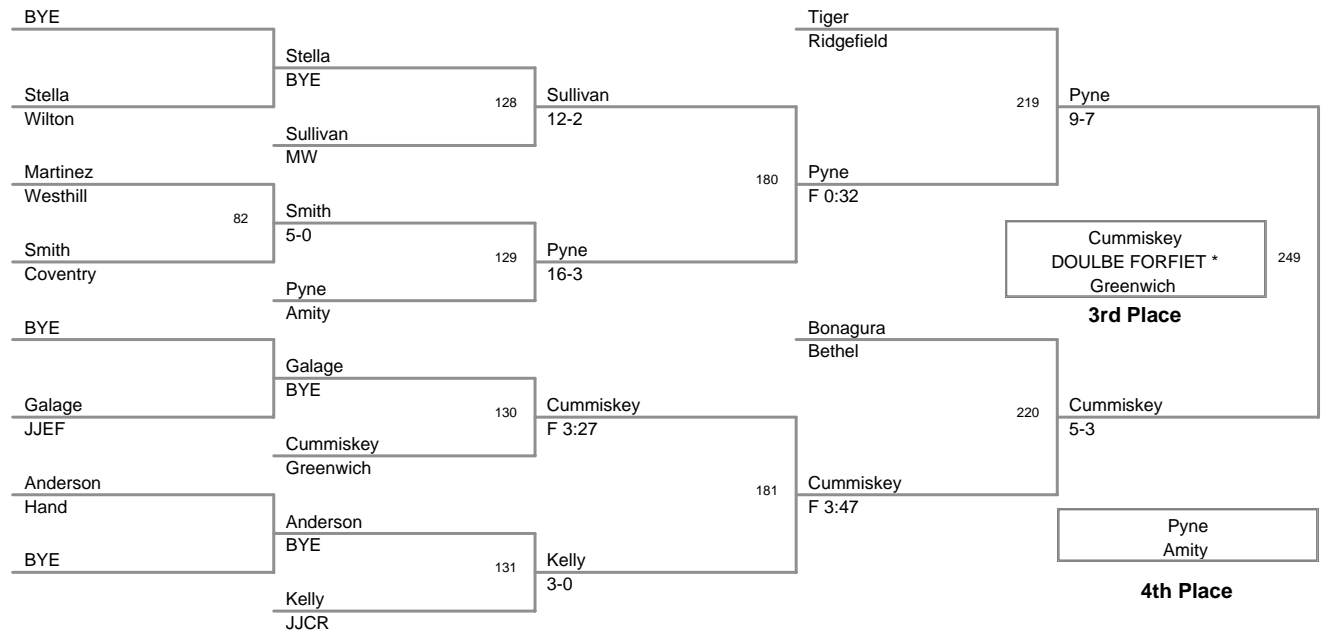 BYE
Stella
Wilton
Martinez
Westhill
82
Smith
Coventry
BYE
Galage
JJEF
Anderson
Hand
BYE
Stella
BYE
128
Sullivan
MW
Smith
5-0
129
Pyne
Amity
Galage
BYE
130
Cummiskey
Greenwich
Anderson
BYE
131
Kelly
JJCR
Sullivan
12-2
180
Pyne
16-3
Cummiskey
F 3:27
181
Kelly
3-0
Tiger
Ridgefield
219
Pyne
F 0:32
Bonagura
Bethel
220
Cummiskey
F 3:47
Pyne
9-7
Cummiskey
DOULBE FORFIET *
Greenwich
249
3rd Place
Cummiskey
5-3
Pyne
Amity
4th Place